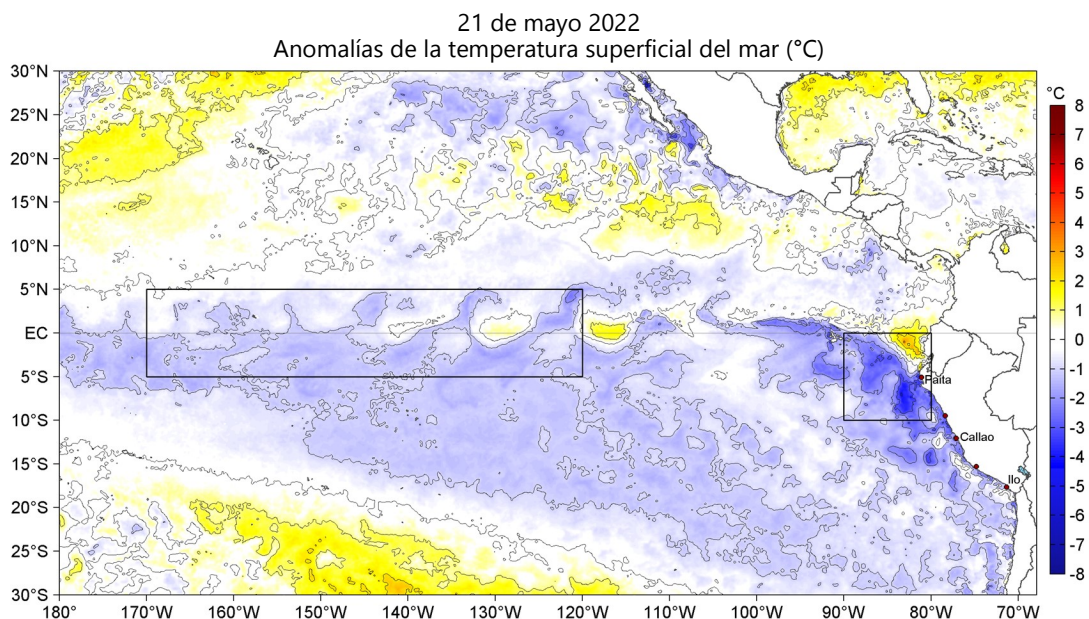 21 de mayo 2022
Anomalías de la temperatura superficial del mar (°C)
30°N
25°N
20°N
15°N
10°N
5°N
EC
5°S
10°S
15°S
20°S
25°S
30°S
Paita
Callao
Ilo
180 170°W 160°W 150°W 140°W 130°W 120°W 110°W 100°W 90°W 80°W 70°W
°C
8
7
6
5
4
3
2
1
0
-1
-2
-3
-4
-5
-6
-7
-8